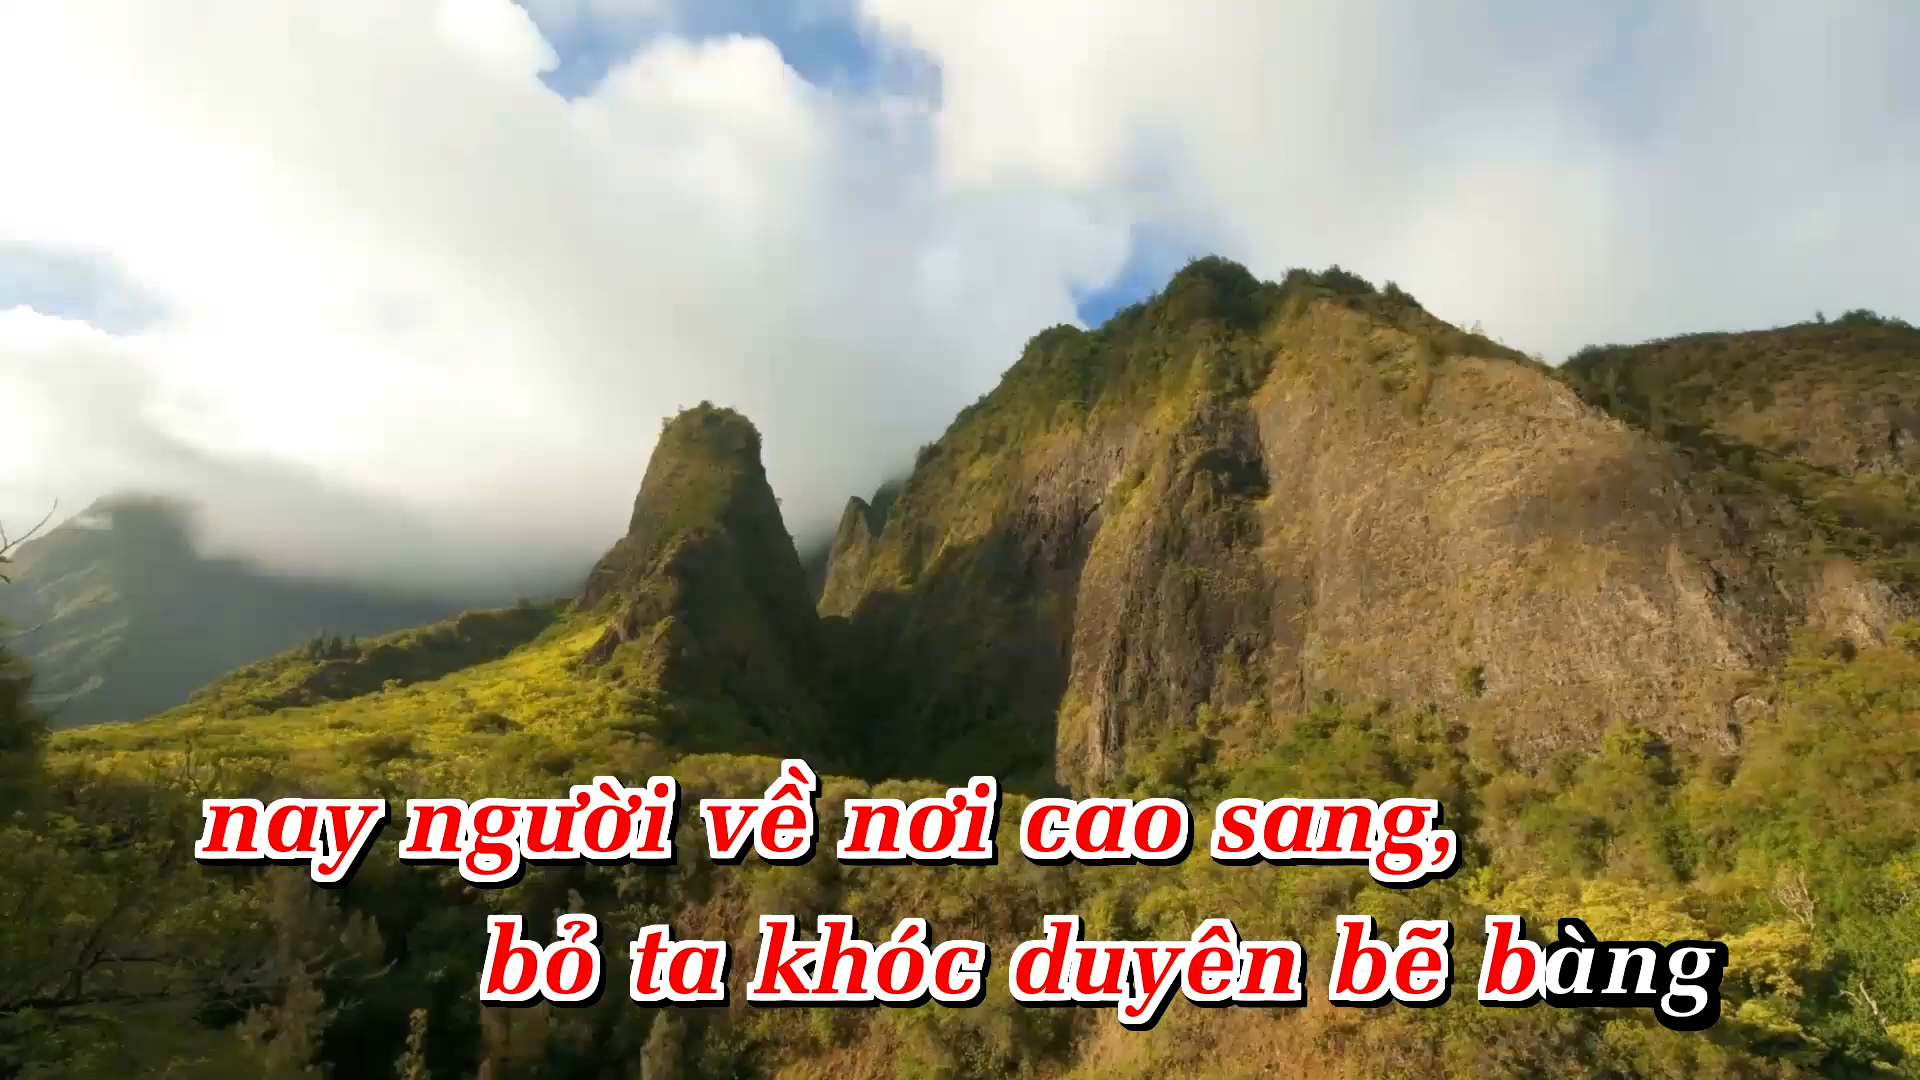 nay người về nơi cao sang,
bỏ ta khóc duyên bẽ bàng